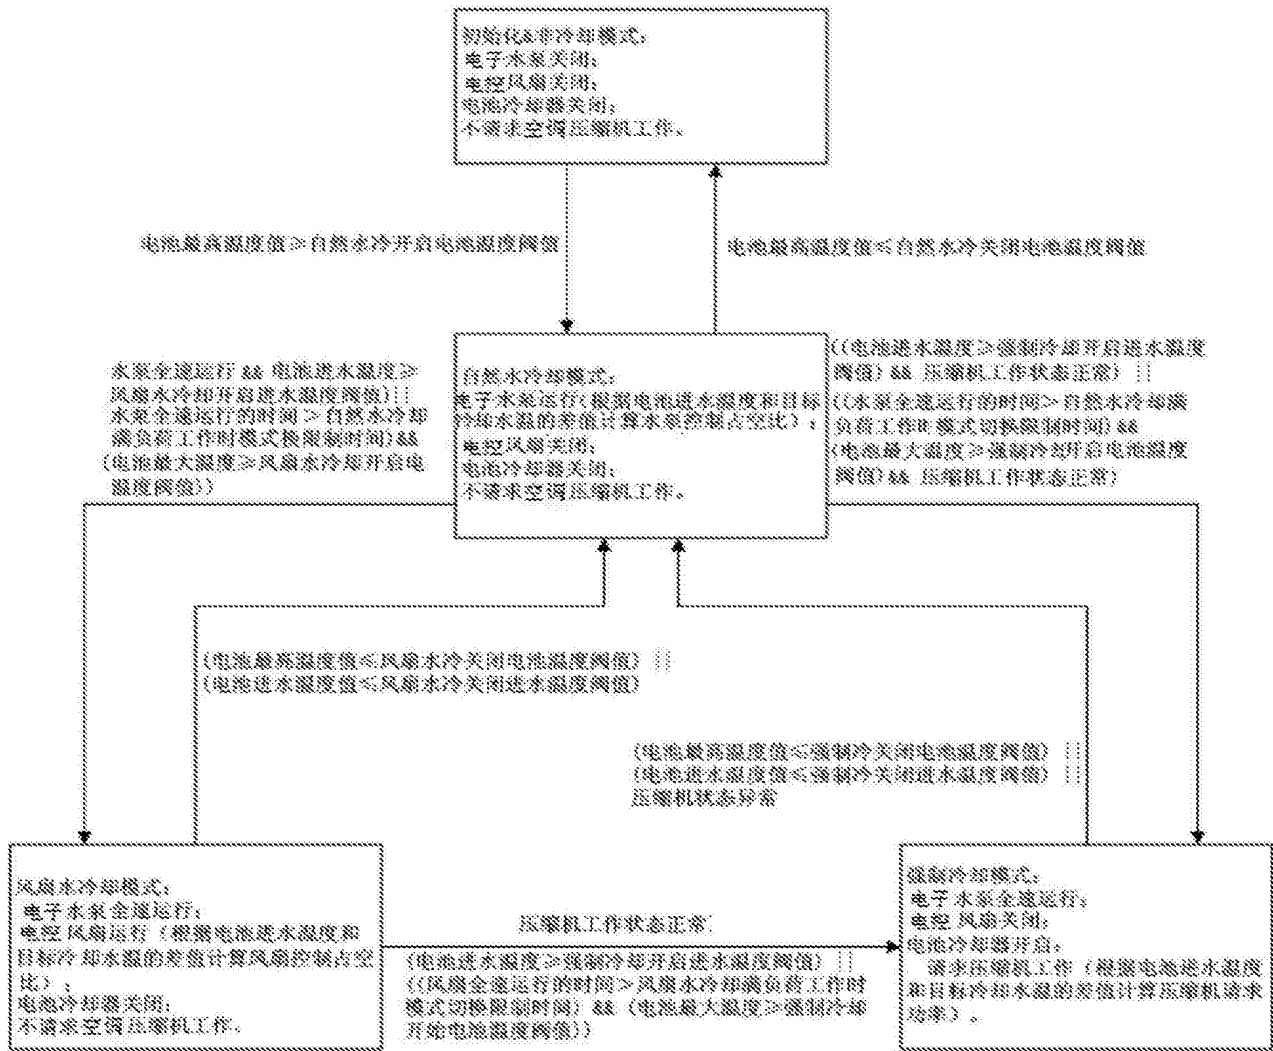 初始化&非冷却模式:
电子水泵关闭;
电控风扇关闭;
电池冷却器关闭;
不请求空调压缩机工作。
电池最高温度值≥自然水冷开启电池温度阀值
电池最高温度值≤自然水冷关闭电池温度阀值
水泵全速运行 && 电池进水温度≥
风扇水冷却开启进水温度阀值)||
水泵全速运行的时间>自然水冷却
满负荷工作时模式换限制时间)&&
(电池最大温度≥风扇水冷却开启电
温度阀值))
自然水冷却模式:
电子水泵运行(根据电池进水温度和目标
冷却水温的差值计算水泵控制占空比);
电控风扇关闭;
电池冷却器关闭;
不请求空调压缩机工作。
((电池进水温度≥强制冷却开启进水温度
阀值) && 压缩机工作状态正常) ||
((水泵全速运行的时间>自然水冷却满
负荷工作时模式切换限制时间) &&
(电池最大温度≥强制冷却开启电池温度
阀值) && 压缩机工作状态正常)
(电池最高温度值≤风扇水冷关闭电池温度阀值) ||
(电池进水温度值≤风扇水冷关闭进水温度阀值)
(电池最高温度值≤强制冷关闭电池温度阀值) ||
(电池进水温度值≤强制冷关闭进水温度阀值) ||
压缩机状态异常
风扇水冷却模式:
电子水泵全速运行;
电控风扇运行(根据电池进水温度和
目标冷却水温的差值计算风扇控制占空
比);
电池冷却器关闭;
不请求空调压缩机工作。
压缩机工作状态正常
(电池进水温度≥强制冷却开启进水温度阀值) ||
((风扇全速运行的时间>风扇水冷却满负荷工作时
模式切换限制时间) && (电池最大温度≥强制冷却
开始电池温度阀值))
强制冷却模式:
电子水泵全速运行;
电控风扇关闭;
电池冷却器开启;
请求压缩机工作(根据电池进水温度
和目标冷却水温的差值计算压缩机请求
功率)。